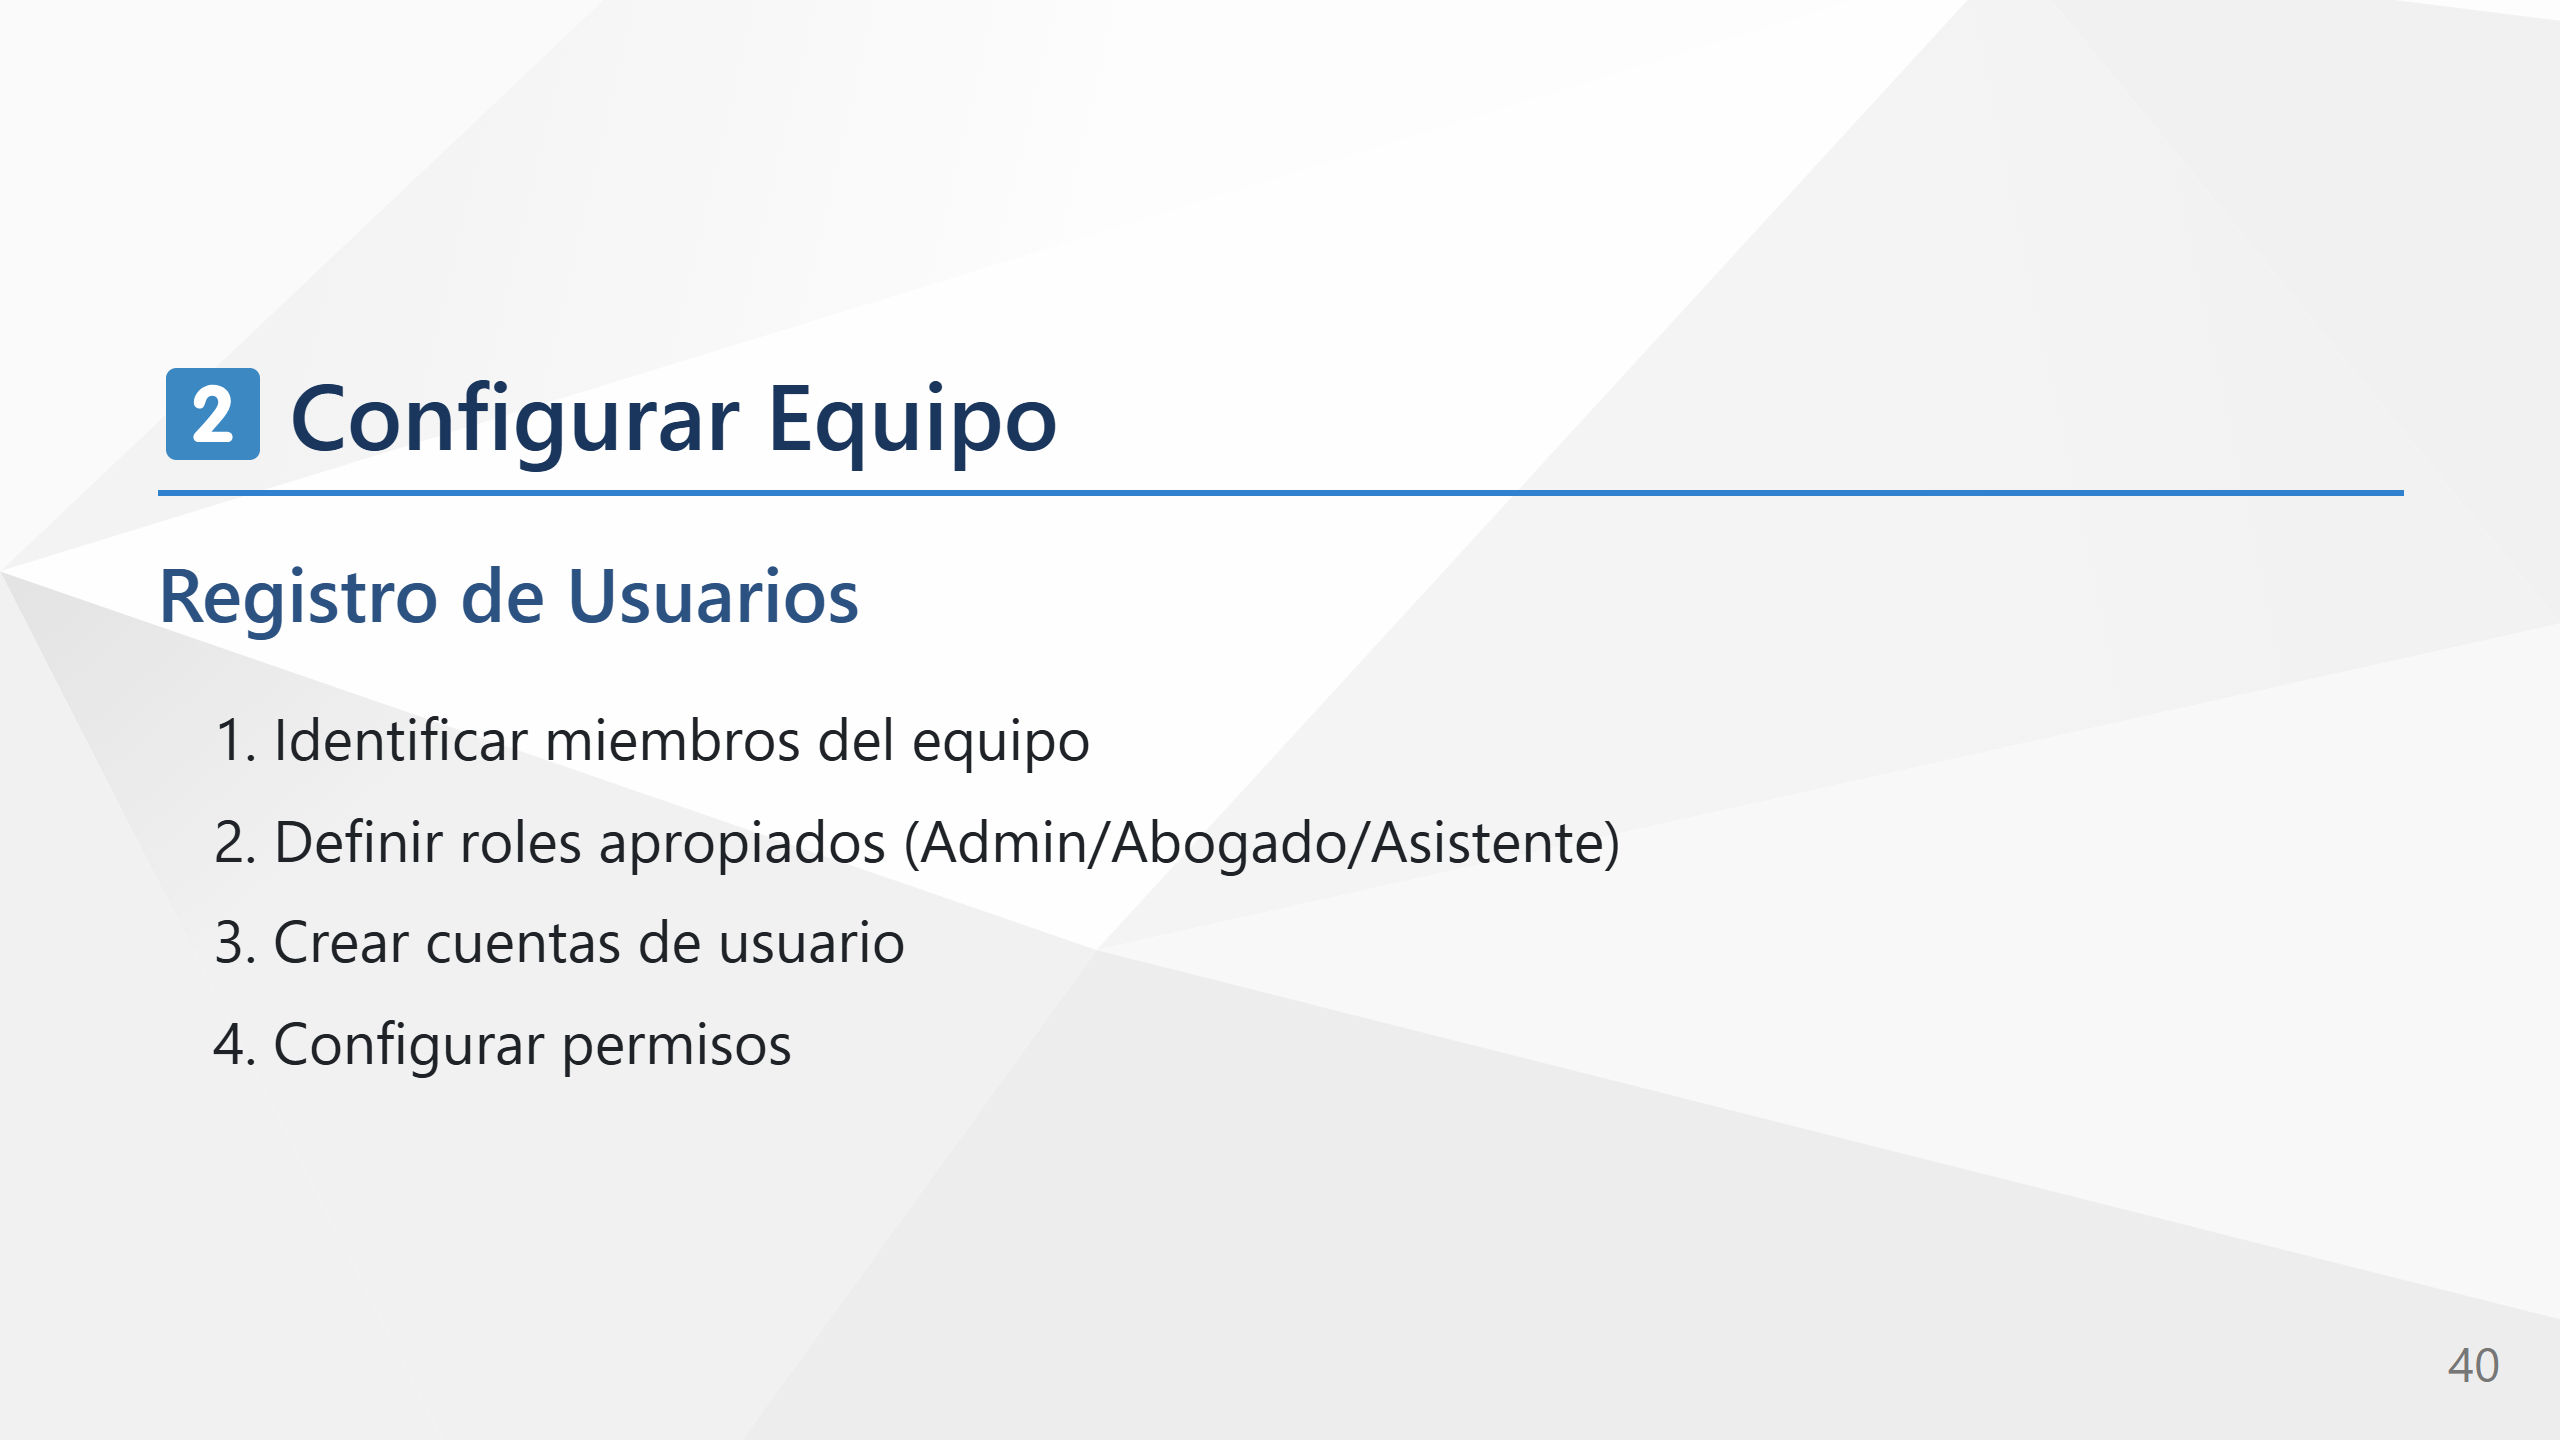 2 Configurar Equipo
Registro de Usuarios
1. Identificar miembros del equipo
2. Definir roles apropiados (Admin/Abogado/Asistente)
3. Crear cuentas de usuario
4. Configurar permisos
40